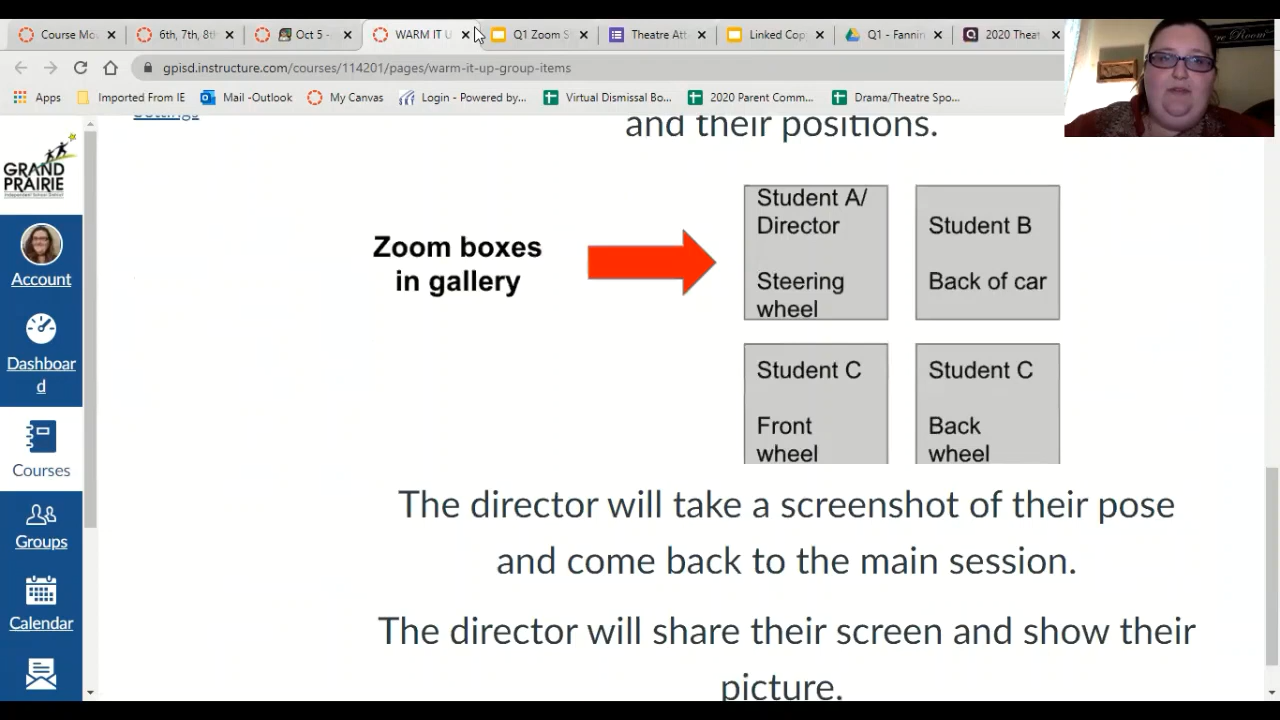 Course Mo
6th, 7th, 8th
Oct 5 -
WARM IT U
Q1 Zoom
Theatre Att
Linked Cop
Q1 - Fannin
2020 Theat
gpisd.instructure.com/courses/114201/pages/warm-it-up-group-items
Apps
Imported From IE
Mail -Outlook
My Canvas
Login - Powered by...
Virtual Dismissal Bo...
2020 Parent Comm...
Drama/Theatre Spo...
Settings
GRAND
PRAIRIE
Account
Dashboar
d
Courses
Groups
Calendar
and their positions.
Zoom boxes
in gallery
Student A/
Director
Steering
wheel
Student B
Back of car
Student C
Front
wheel
Student C
Back
wheel
The director will take a screenshot of their pose
and come back to the main session.
The director will share their screen and show their
picture.